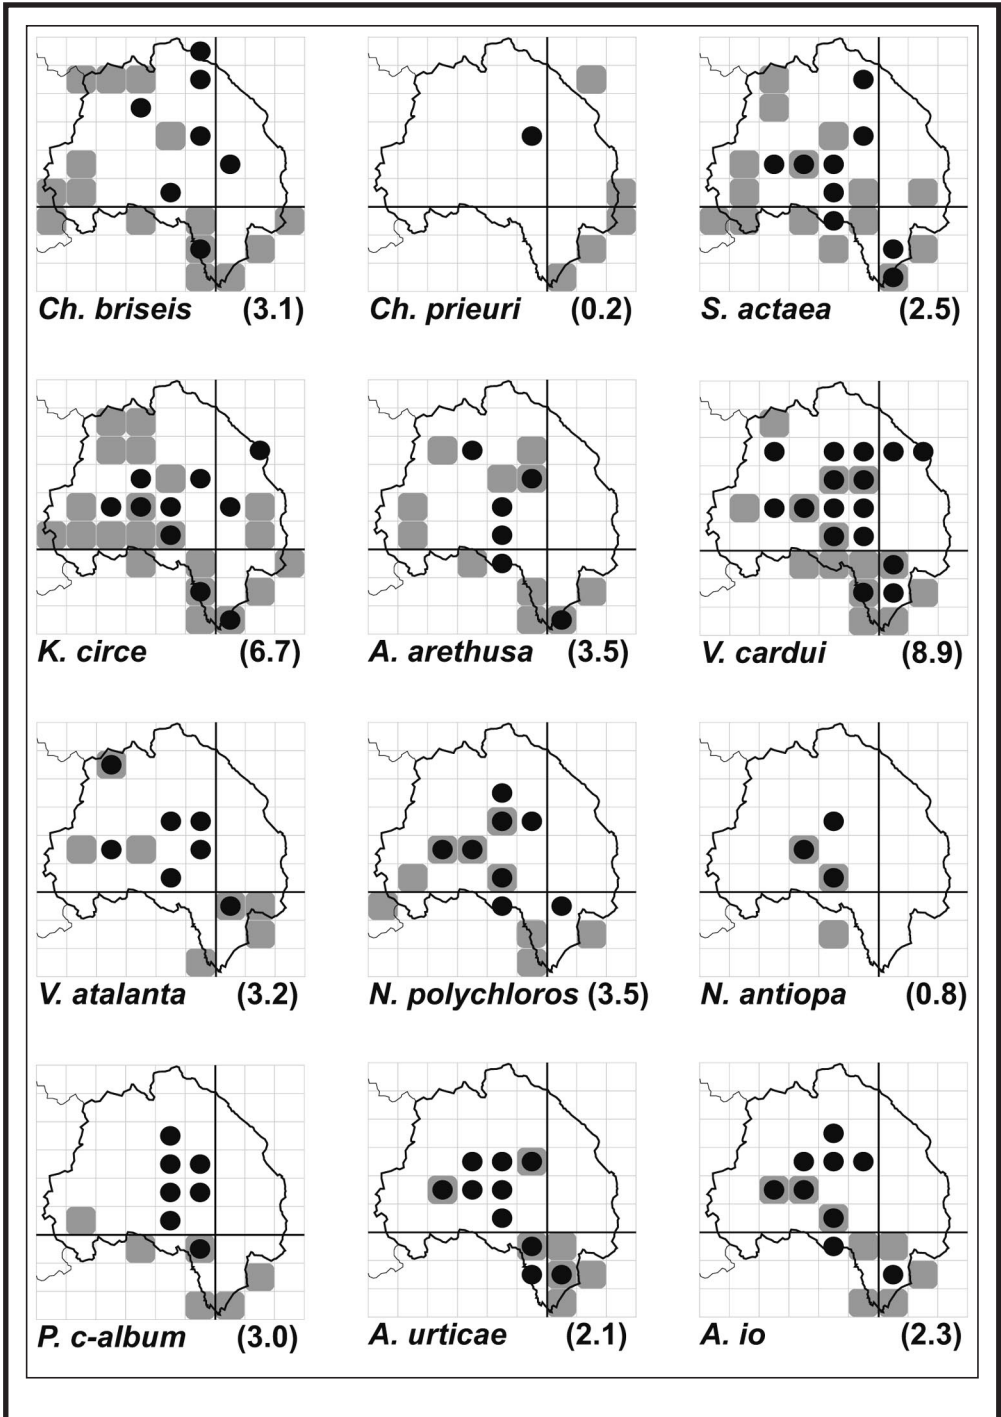 Ch. briseis (3.1) Ch. prieuri (0.2) S. actaea (2.5)
K. circe (6.7) A. arethusa (3.5) V. cardui (8.9)
V. atalanta (3.2) N. polychloros (3.5) N. antiopa (0.8)
P. c-album (3.0) A. urticae (2.1) A. io (2.3)